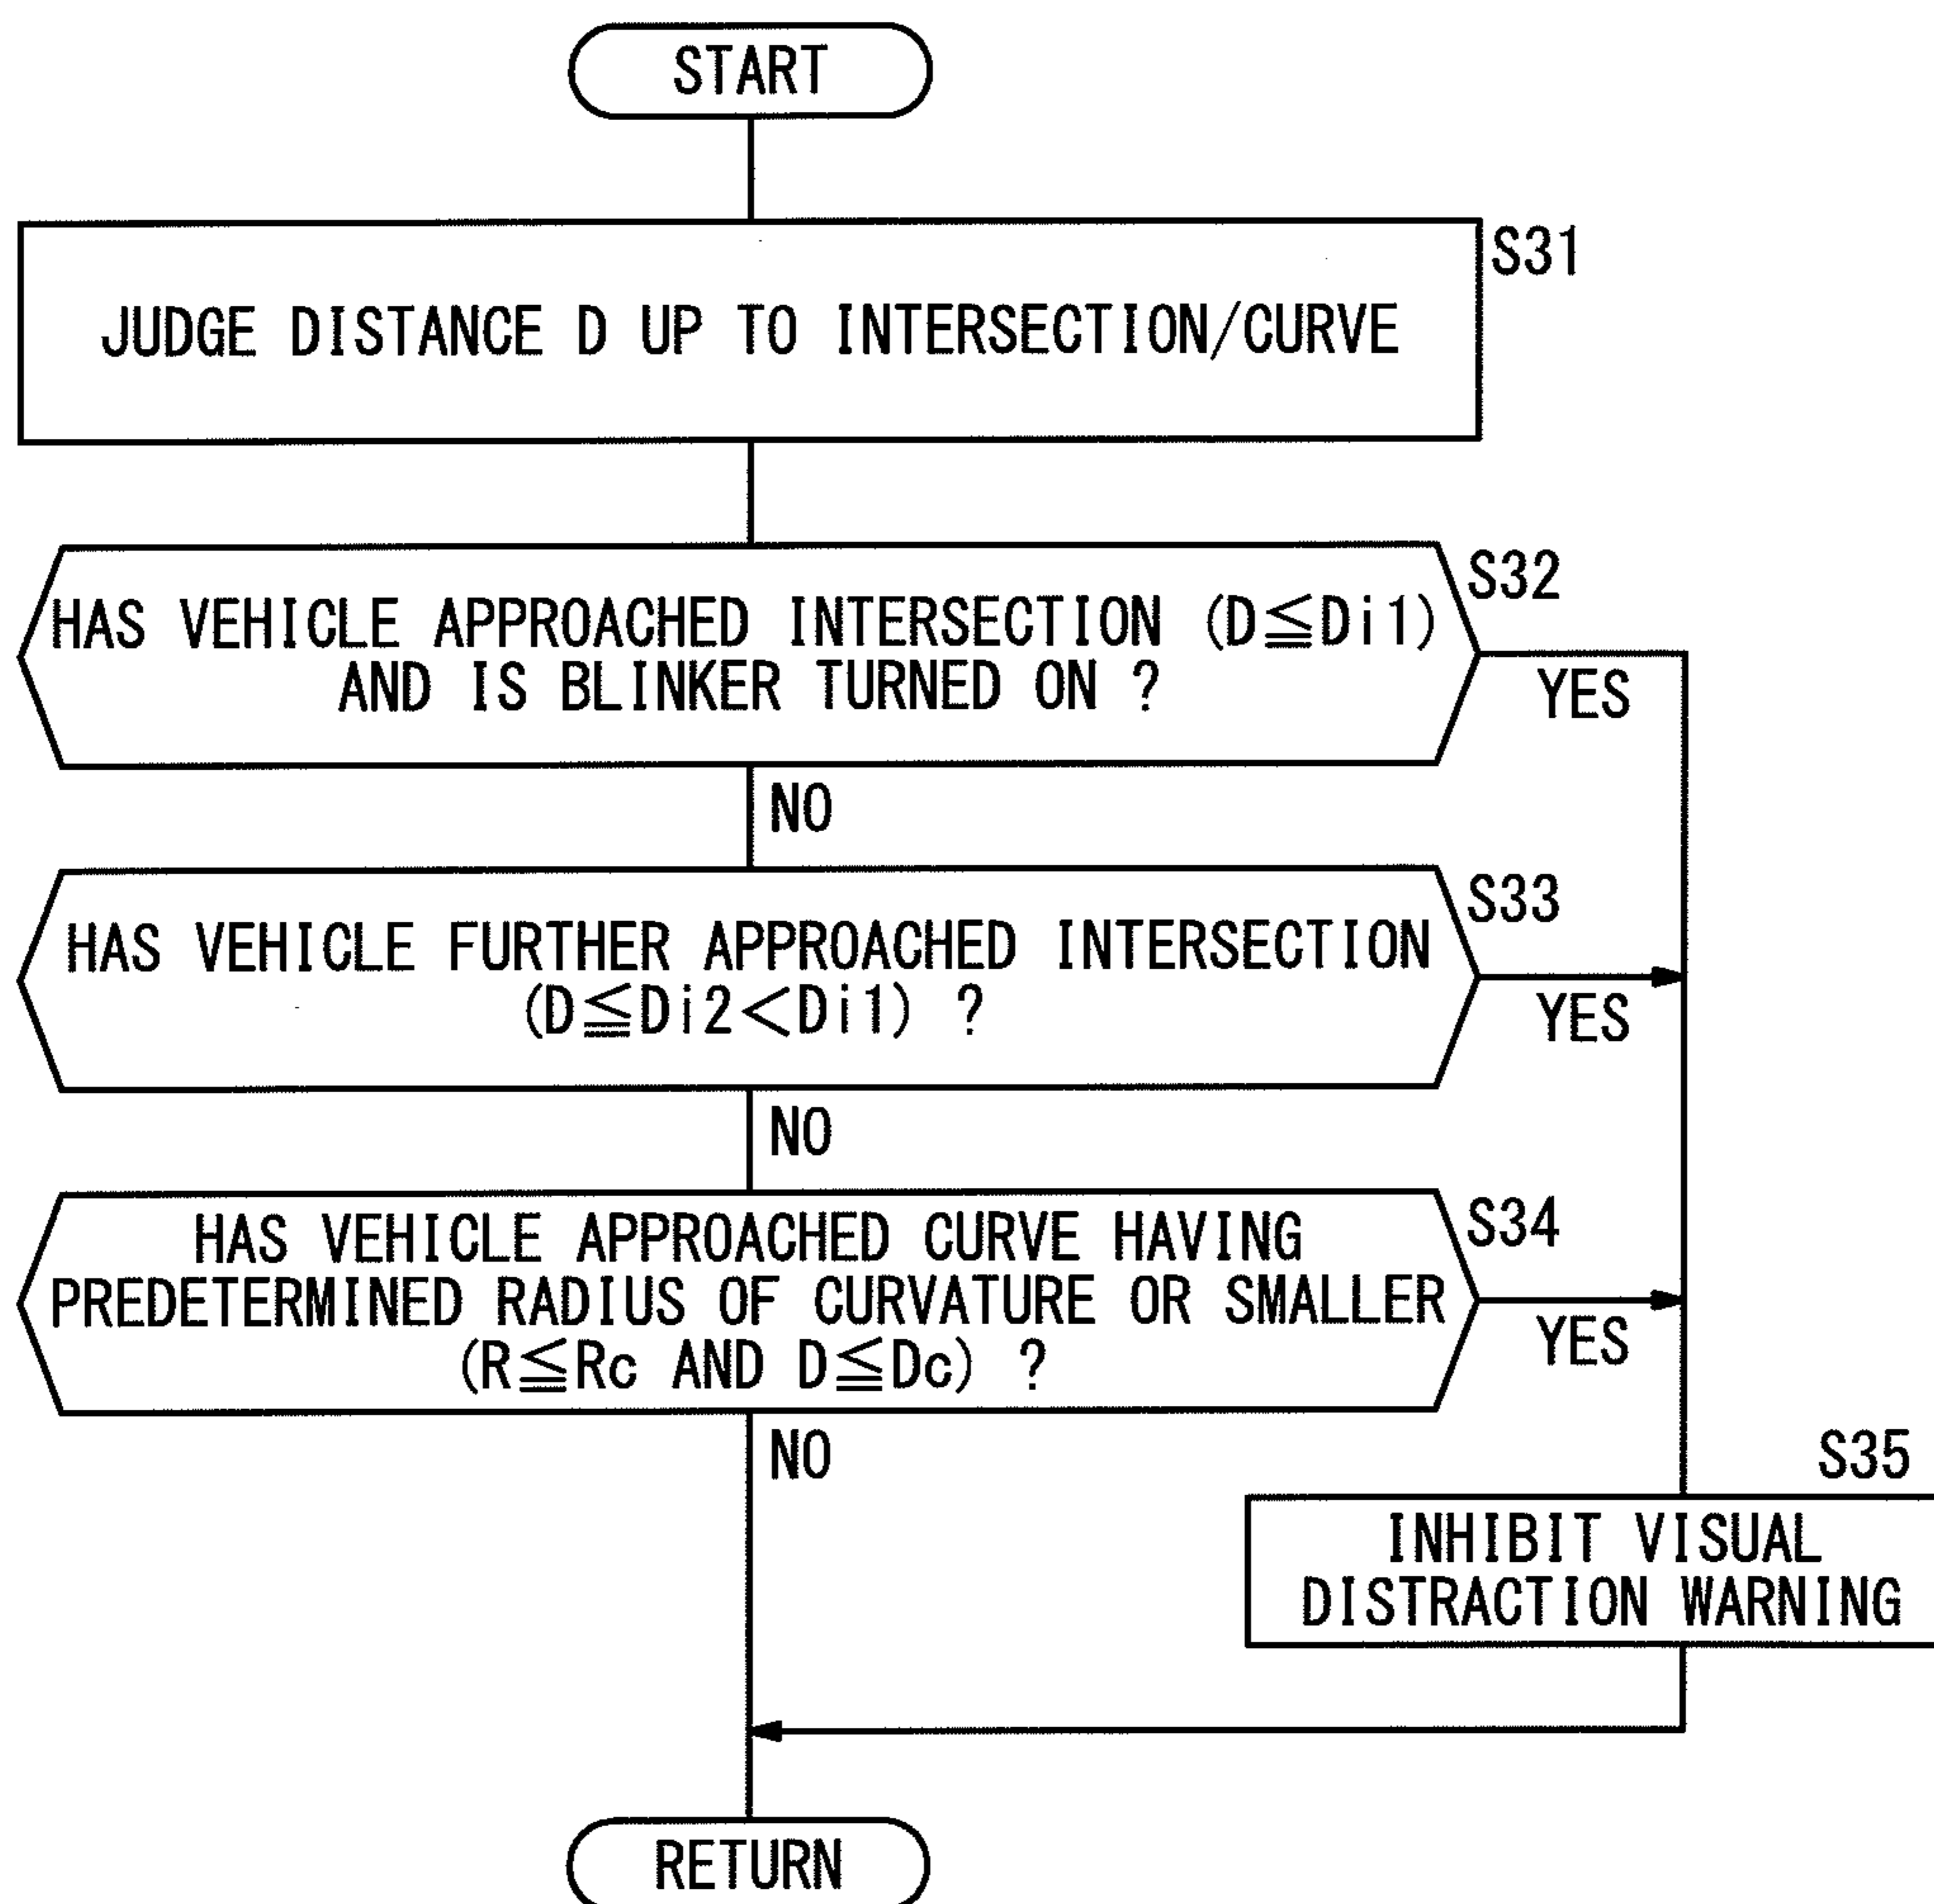 START
S31
JUDGE DISTANCE D UP TO INTERSECTION/CURVE
S32
HAS VEHICLE APPROACHED INTERSECTION (D≦Di1)
AND IS BLINKER TURNED ON ?
YES
NO
S33
HAS VEHICLE FURTHER APPROACHED INTERSECTION
(D≦Di2<Di1) ?
YES
NO
S34
HAS VEHICLE APPROACHED CURVE HAVING
PREDETERMINED RADIUS OF CURVATURE OR SMALLER
(R≦Rc AND D≦Dc) ?
YES
NO
S35
INHIBIT VISUAL
DISTRACTION WARNING
RETURN